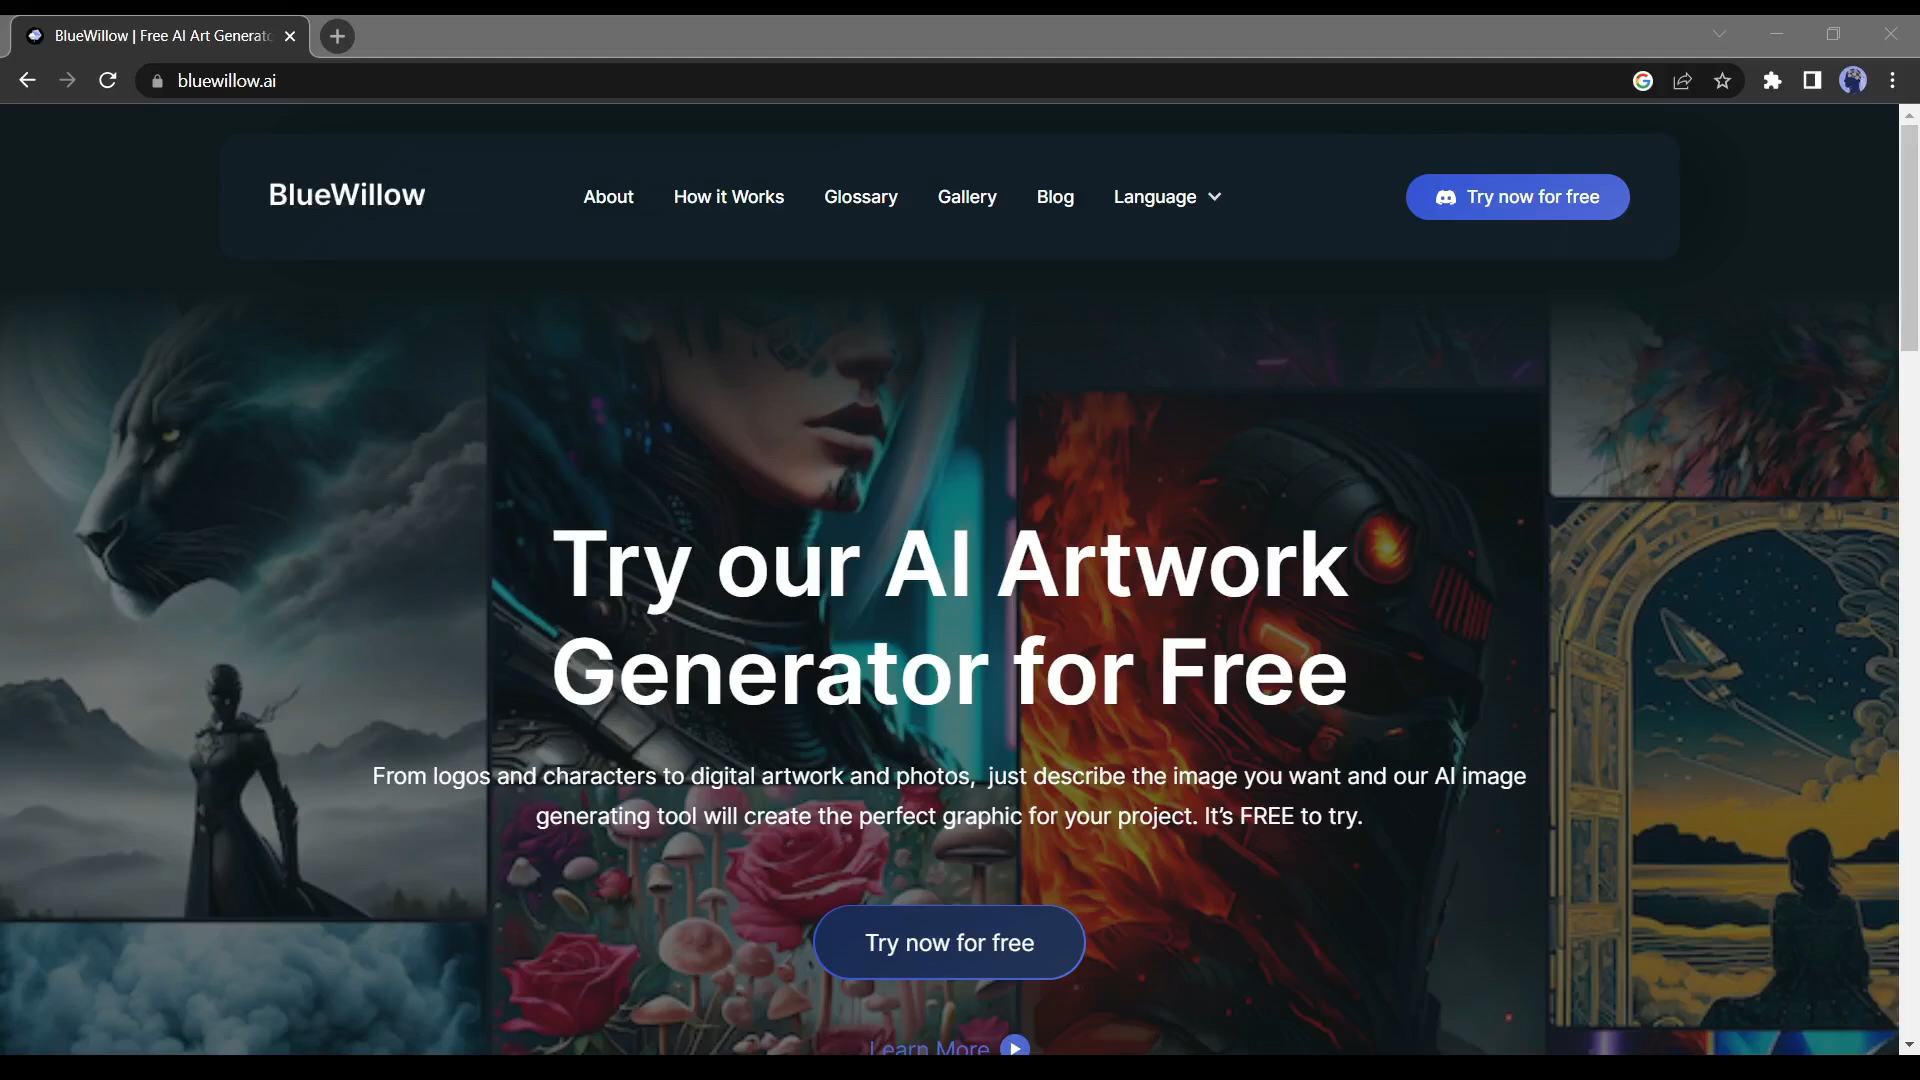 BlueWillow | Free AI Art Generato
bluewillow.ai
BlueWillow
About
How it Works
Glossary
Gallery
Blog
Language
Try now for free
Try our AI Artwork
Generator for Free
From logos and characters to digital artwork and photos, just describe the image you want and our AI image
generating tool will create the perfect graphic for your project. It’s FREE to try.
Try now for free
Learn More